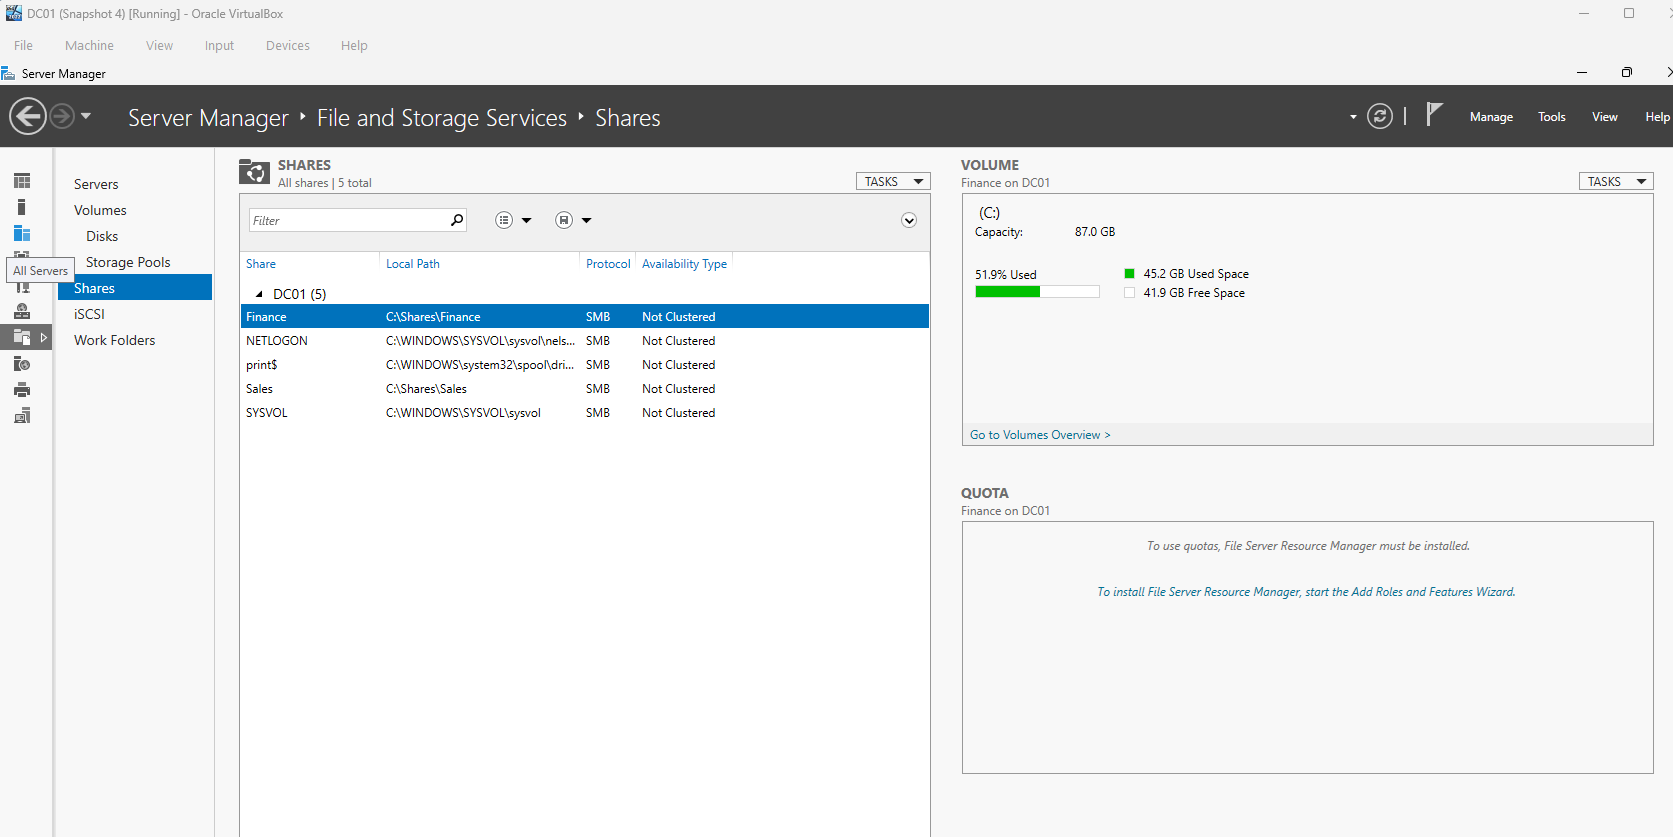 DC01 (Snapshot 4) [Running] - Oracle VirtualBox
File Machine View Input Devices Help
Server Manager
Server Manager ‣ File and Storage Services ‣ Shares
Manage Tools View Help
Servers
Volumes
Disks
Storage Pools
All Servers
Shares
iSCSI
Work Folders
SHARES
All shares | 5 total
TASKS
Filter
Share Local Path Protocol Availability Type
DC01 (5)
Finance C:\Shares\Finance SMB Not Clustered
NETLOGON C:\WINDOWS\SYSVOL\sysvol\nels... SMB Not Clustered
print$ C:\WINDOWS\system32\spool\dri... SMB Not Clustered
Sales C:\Shares\Sales SMB Not Clustered
SYSVOL C:\WINDOWS\SYSVOL\sysvol SMB Not Clustered
VOLUME
Finance on DC01
TASKS
(C:)
Capacity: 87.0 GB
51.9% Used
45.2 GB Used Space
41.9 GB Free Space
Go to Volumes Overview >
QUOTA
Finance on DC01
To use quotas, File Server Resource Manager must be installed.
To install File Server Resource Manager, start the Add Roles and Features Wizard.